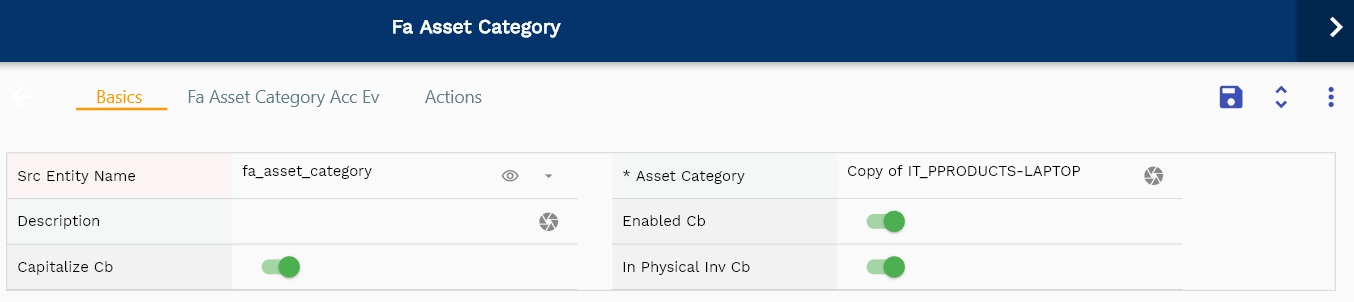 Fa Asset Category
Basics Fa Asset Category Acc Ev Actions
Src Entity Name fa_asset_category * Asset Category Copy of IT_PPRODUCTS-LAPTOP
Description Enabled Cb
Capitalize Cb In Physical Inv Cb